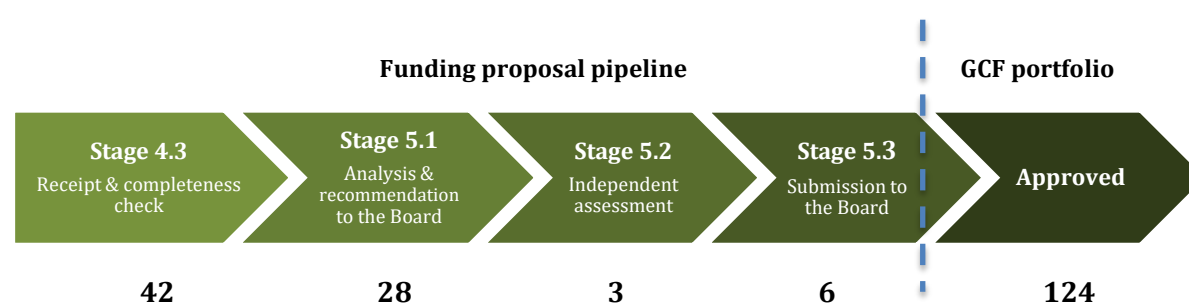 Funding proposal pipeline
GCF portfolio
Stage 4.3
Receipt & completeness
check
Stage 5.1
Analysis &
recommendation
to the Board
Stage 5.2
Independent
assessment
Stage 5.3
Submission to
the Board
Approved
42
28
3
6
124